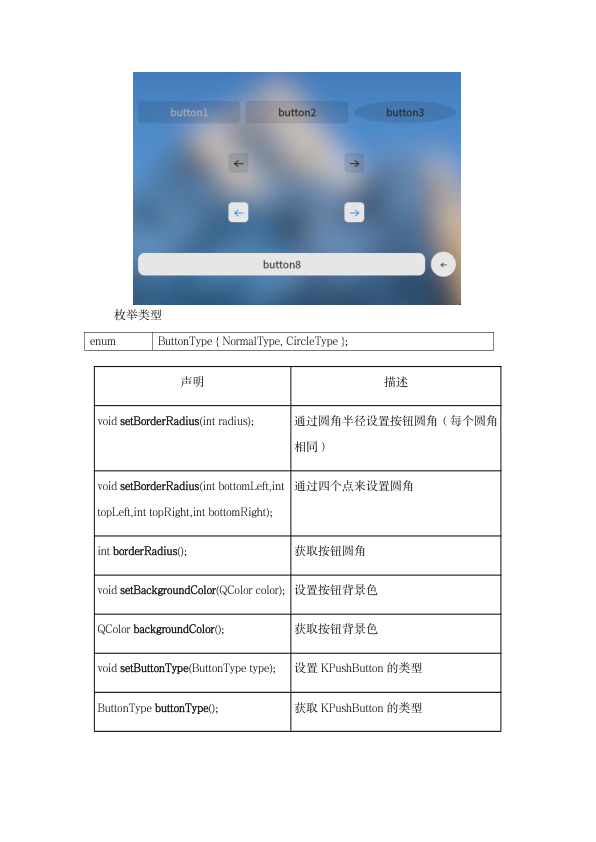 button1 button2 button3
button8
枚举类型
enum ButtonType { NormalType, CircleType };
声明 描述
void setBorderRadius(int radius); 通过圆角半径设置按钮圆角（每个圆角
相同）
void setBorderRadius(int bottomLeft,int 通过四个点来设置圆角
topLeft,int topRight,int bottomRight);
int borderRadius(); 获取按钮圆角
void setBackgroundColor(QColor color); 设置按钮背景色
QColor backgroundColor(); 获取按钮背景色
void setButtonType(ButtonType type); 设置 KPushButton 的类型
ButtonType buttonType(); 获取 KPushButton 的类型